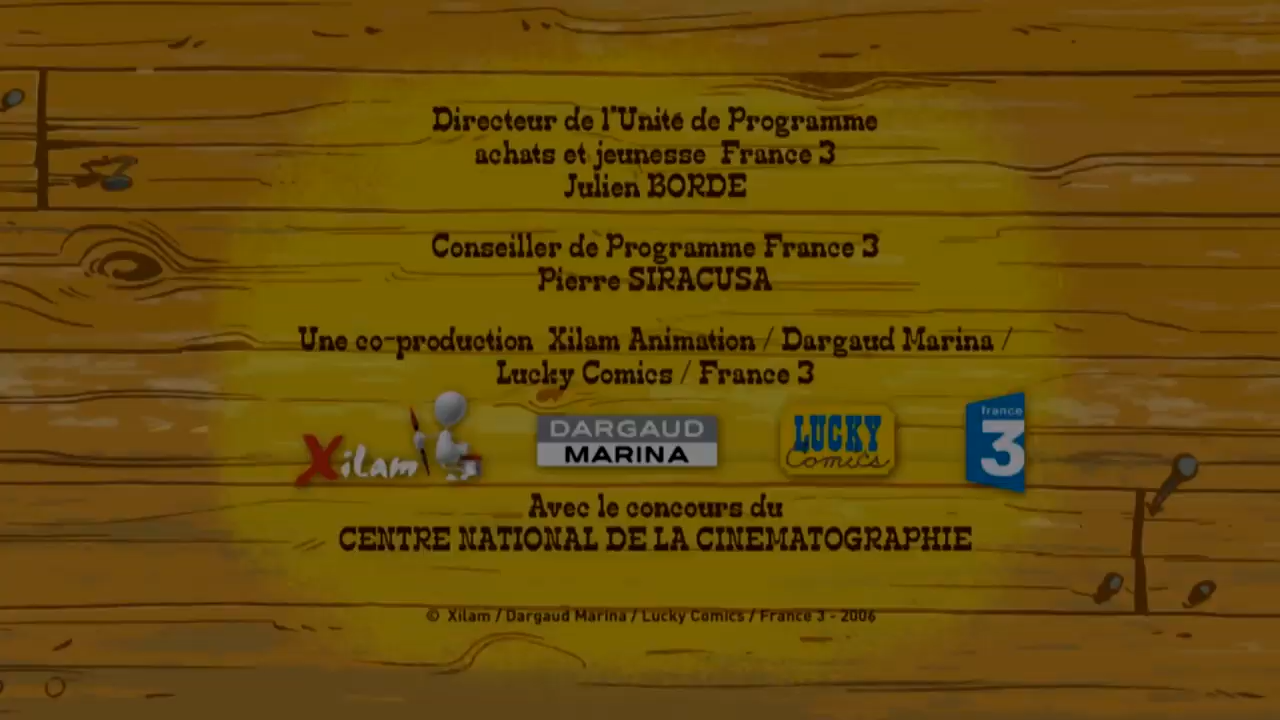 Directeur de l'Unité de Programme
achats et jeunesse France 3
Julien BORDE
Conseiller de Programme France 3
Pierre SIRACUSA
Une co-production Xilam Animation / Dargaud Marina /
Lucky Comics / France 3
Xilam
DARGAUD
MARINA
LUCKY
Comics
france
3
Avec le concours du
CENTRE NATIONAL DE LA CINEMATOGRAPHIE
© Xilam / Dargaud Marina / Lucky Comics / France 3 - 2006